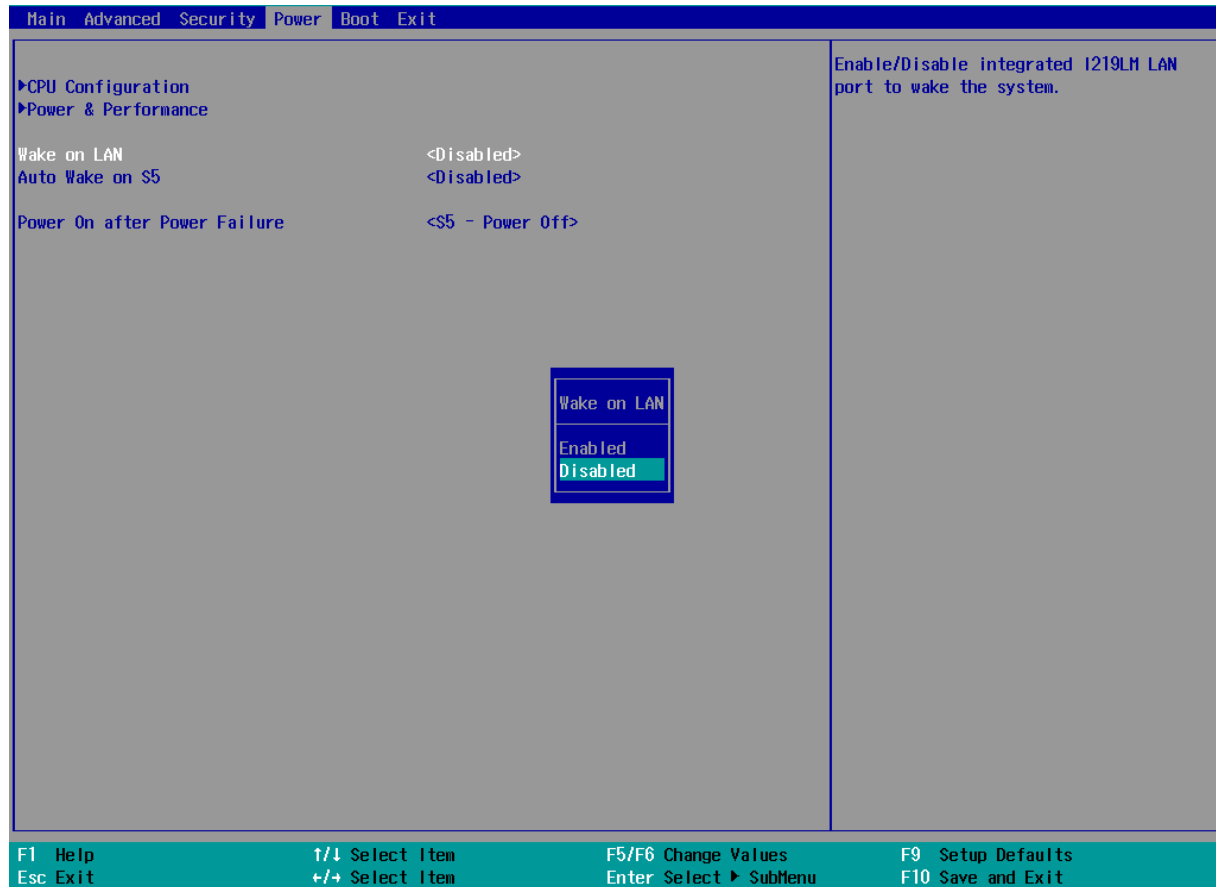 Main Advanced Security Power Boot Exit
Enable/Disable integrated I219LM LAN
port to wake the system.
▶CPU Configuration
▶Power & Performance
Wake on LAN <Disabled>
Auto Wake on S5 <Disabled>
Power On after Power Failure <S5 - Power Off>
Wake on LAN
Enabled
Disabled
F1 Help ↑/↓ Select Item F5/F6 Change Values F9 Setup Defaults
Esc Exit ←/→ Select Item Enter Select ▶ SubMenu F10 Save and Exit